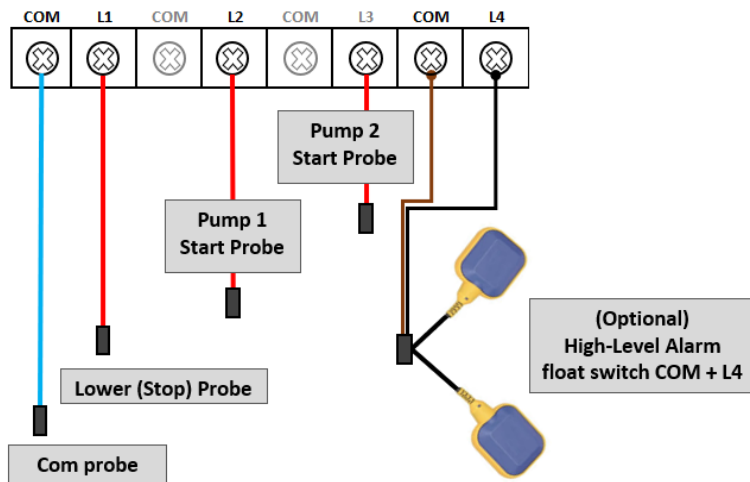 COM L1 COM L2 COM L3 COM L4
Pump 2
Start Probe
Pump 1
Start Probe
(Optional)
High-Level Alarm
float switch COM + L4
Lower (Stop) Probe
Com probe